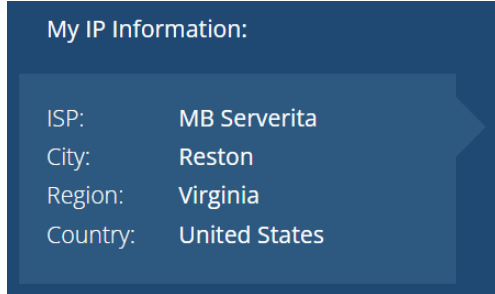 My IP Information:
ISP: MB Serverita
City: Reston
Region: Virginia
Country: United States